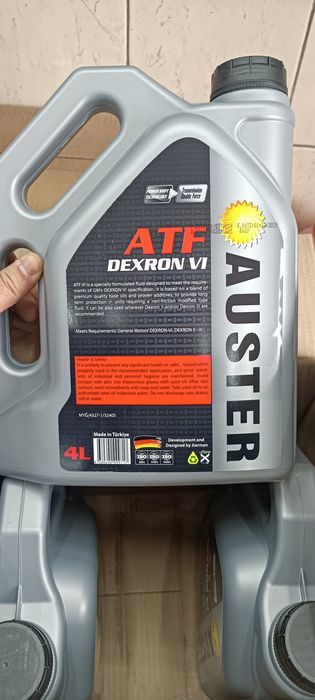 POWER SHIFT
TECHNOLOGY
Transmission
Double Force
ATF
DEXRON VI
ATF VI is a specially formulated fluid designed to meet the require-
ments of GM's DEXRON VI specification. It is based on a blend of
premium quality base oils and proven additives, to provide long
term protection in units requiring a non-friction modified type
fluid. It can be also used wherever Dexron II and/or Dexron III are
recommended.
Meets Requirements: General Motors' DEXRON-VI, DEXRON II - III
Health & Safety
It is unlikely to present any significant health or safety hazard when
properly used in the recommended application, and good stand-
ards of industrial and personal hygiene are maintained. Avoid
contact with skin. Use impervious gloves with used oil. After skin
contact, wash immediately with soap and water. Take used oil to an
authorized used oil collection point. Do not discharge into drains,
soil or water.
Made in Türkiye
4L
ISO
ISO
ISO
Development and
Designed by German
AUSTER